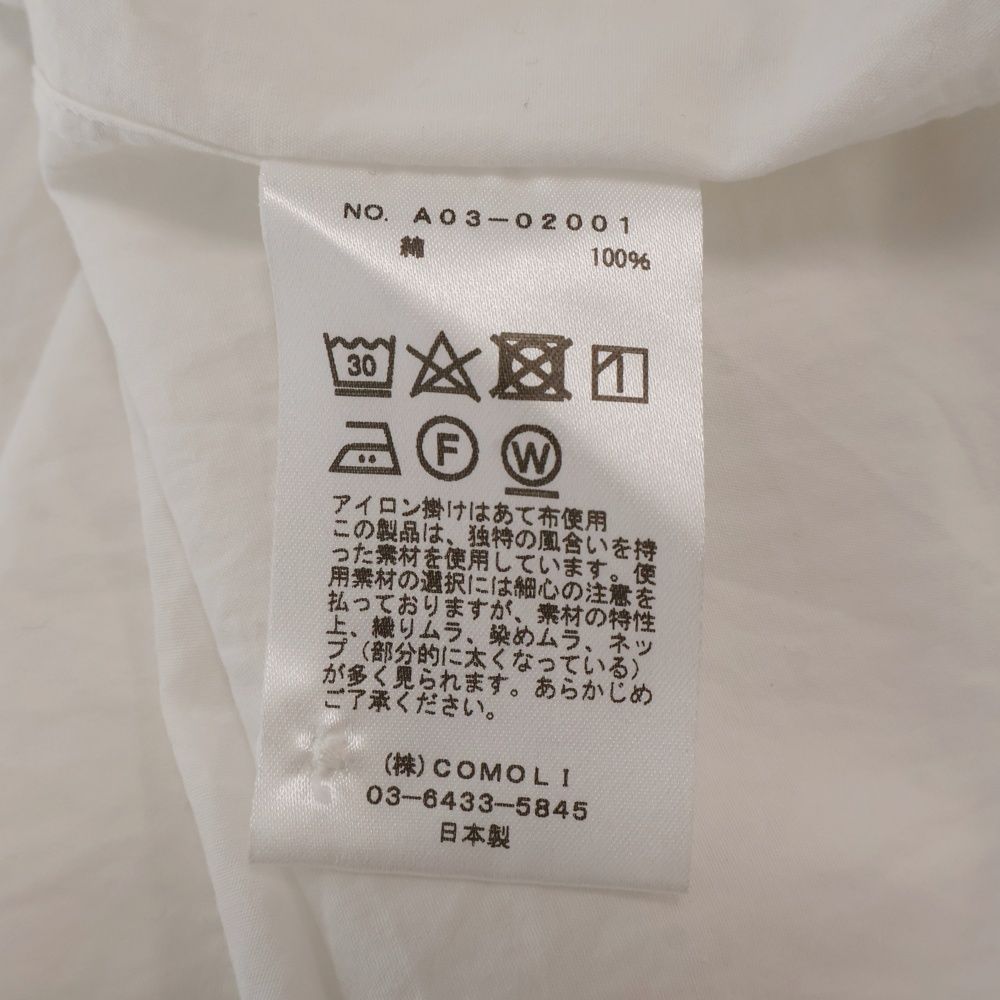 NO. A03-02001
綿 100%
30
F W
アイロン掛けはあて布使用
この製品は、独特の風合いを持
った素材を使用しています。使
用素材の選択には細心の注意を
払っておりますが、素材の特性
上、織りムラ、染めムラ、ネッ
プ(部分的に太くなっている)
が多く見られます。あらかじめ
ご了承ください。
(株)COMOLI
03-6433-5845
日本製